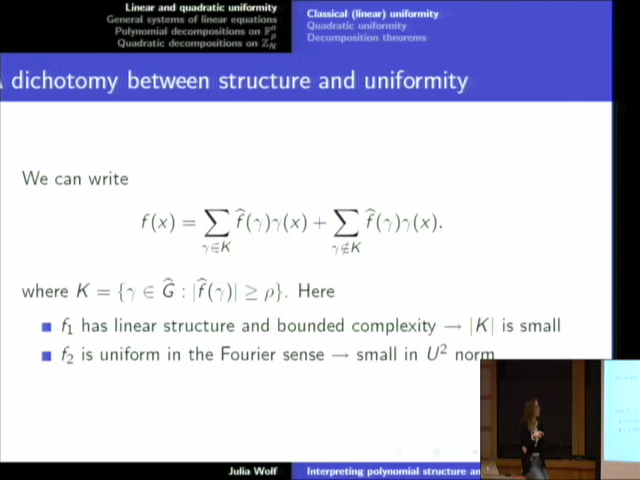 Linear and quadratic uniformity
General systems of linear equations
Polynomial decompositions on 𝔽ₚⁿ
Quadratic decompositions on ℤ_N
Classical (linear) uniformity
Quadratic uniformity
Decomposition theorems
dichotomy between structure and uniformity
We can write
f(x) = ∑_{γ∈K} f̂(γ)γ(x) + ∑_{γ∉K} f̂(γ)γ(x).
where K = {γ ∈ Ĝ : |f̂(γ)| ≥ ρ}. Here
f₁ has linear structure and bounded complexity → |K| is small
f₂ is uniform in the Fourier sense → small in U² norm
Julia Wolf
Interpreting polynomial structure an